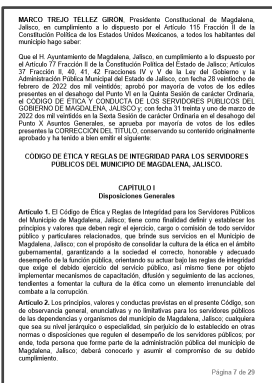 MARCO TREJO TÉLLEZ GIRÓN, Presidente Constitucional de Magdalena,
Jalisco, en cumplimiento a lo dispuesto por el Artículo 115 Fracción II de la
Constitución Política de los Estados Unidos Mexicanos, a todos los habitantes del
municipio hago saber:
Que el H. Ayuntamiento de Magdalena, Jalisco, en cumplimiento a lo dispuesto por
el Artículo 77 Fracción II de la Constitución Política del Estado de Jalisco; Artículos
37 Fracción II, 40, 41, 42 Fracciones IV y V de la Ley del Gobierno y la
Administración Pública Municipal del Estado de Jalisco, con fecha 28 veintiocho de
febrero de 2022 dos mil veintidós; aprobó por mayoría de votos de los ediles
presentes en el desahogo del Punto VI en la Quinta Sesión de carácter Ordinaria,
el CODIGO DE ÉTICA Y CONDUCTA DE LOS SERVIDORES PÚBLICOS DEL
GOBIERNO DE MAGDALENA, JALISCO y; con fecha 31 treinta y uno de marzo de
2022 dos mil veintidós en la Sexta Sesión de carácter Ordinaria en el desahogo del
Punto X Asuntos Generales, se aprueba por mayoría de votos de los ediles
presentes la CORRECCIÓN DEL TITULO, conservando su contenido originalmente
aprobado y ha tenido a bien emitir el siguiente:
CÓDIGO DE ÉTICA Y REGLAS DE INTEGRIDAD PARA LOS SERVIDORES
PÚBLICOS DEL MUNICIPIO DE MAGDALENA, JALISCO.
CAPÍTULO I
Disposiciones Generales
Artículo 1. El Código de Ética y Reglas de Integridad para los Servidores Públicos
del Municipio de Magdalena, Jalisco, tiene como finalidad definir y establecer los
principios y valores que deben regir el ejercicio, cargo o comisión de todo servidor
público y particulares relacionados, que brinde sus servicios en el Municipio de
Magdalena, Jalisco; con el propósito de consolidar la cultura de la ética en el ámbito
gubernamental, garantizando a la sociedad el correcto, honorable y adecuado
desempeño de la función pública, orientando su actuar bajo las reglas de integridad
que exige el debido ejercicio del servicio público, así mismo tiene por objeto
implementar mecanismos de capacitación, difusión y seguimiento de las acciones,
tendientes a fomentar la cultura de la ética como un elemento irrenunciable del
combate a la corrupción.
Artículo 2. Los principios, valores y conductas previstas en el presente Código, son
de observancia general, enunciativas y no limitativas para los servidores públicos
de las dependencias y organismos del municipio de Magdalena, Jalisco; cualquiera
que sea su nivel jerárquico o especialidad, sin perjuicio de lo establecido en otras
normas o disposiciones que regulen el desempeño de los servidores públicos; por
ende, toda persona que forme parte de la administración pública del municipio de
Magdalena, Jalisco; deberá conocerlo y asumir el compromiso de su debido
cumplimiento.
Página 7 de 29